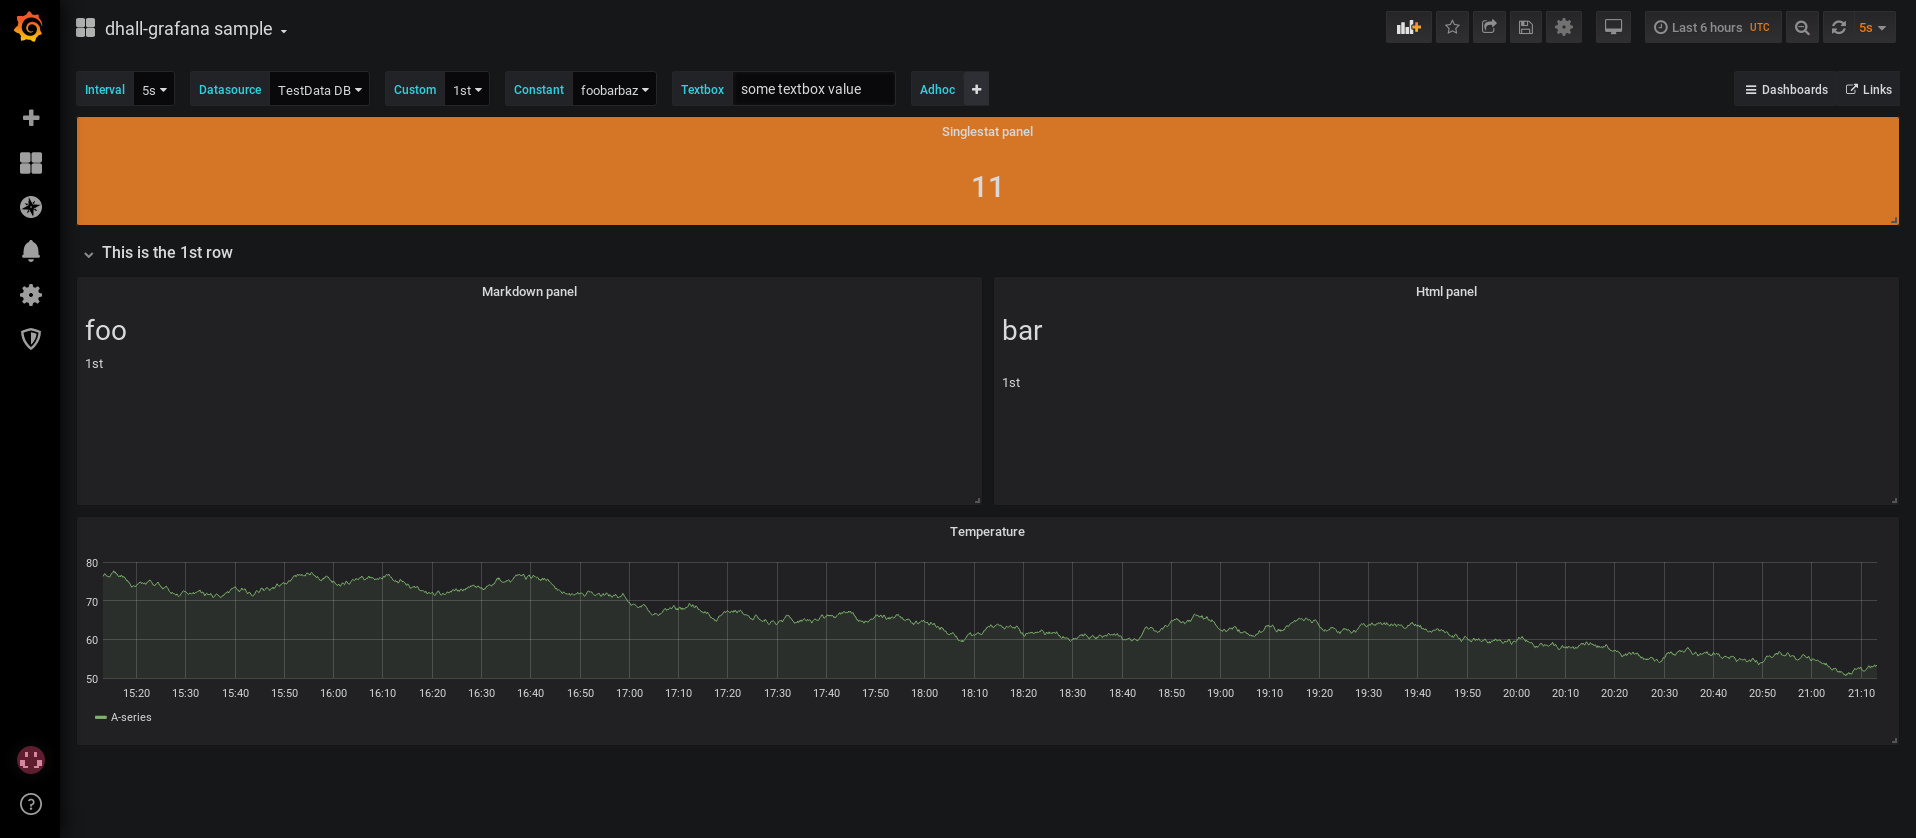 dhall-grafana sample
Last 6 hours UTC
5s
Interval 5s
Datasource TestData DB
Custom 1st
Constant foobarbaz
Textbox some textbox value
Adhoc
Dashboards
Links
Singlestat panel
11
This is the 1st row
Markdown panel
foo
1st
Html panel
bar
1st
Temperature
80
70
60
50
15:20 15:30 15:40 15:50 16:00 16:10 16:20 16:30 16:40 16:50 17:00 17:10 17:20 17:30 17:40 17:50 18:00 18:10 18:20 18:30 18:40 18:50 19:00 19:10 19:20 19:30 19:40 19:50 20:00 20:10 20:20 20:30 20:40 20:50 21:00 21:10
A-series